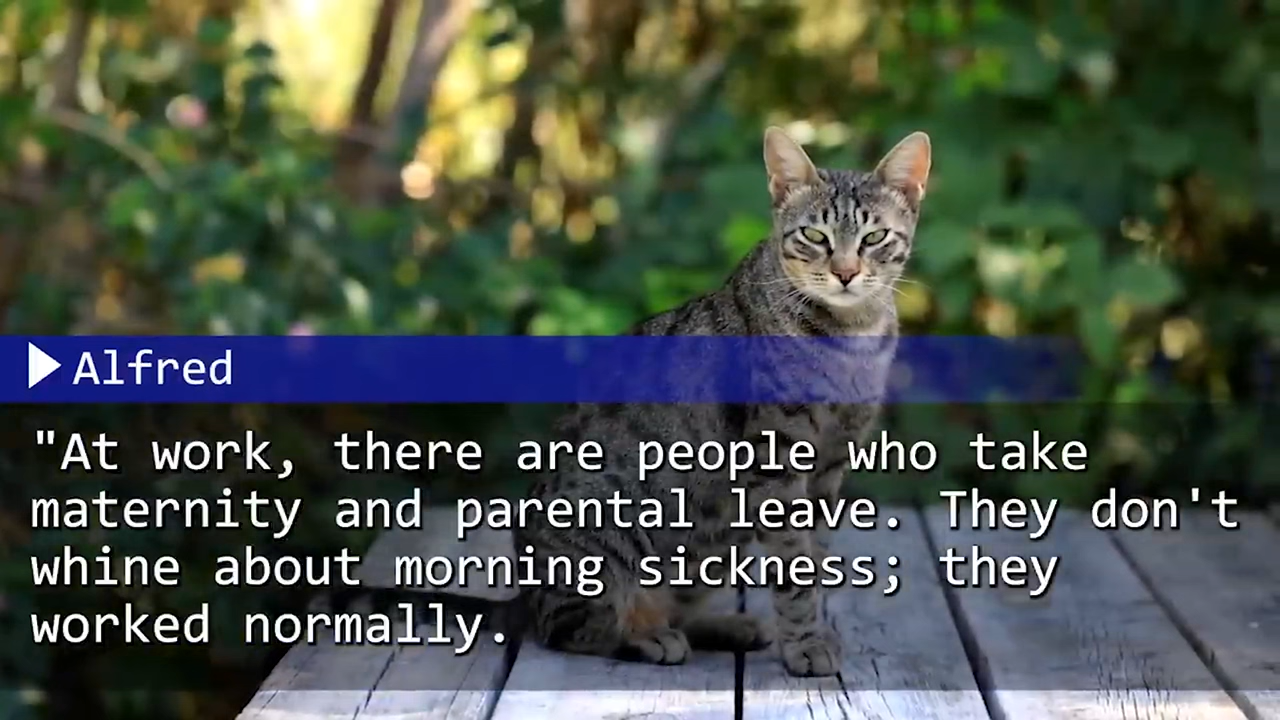 Alfred
"At work, there are people who take
maternity and parental leave. They don't
whine about morning sickness; they
worked normally.